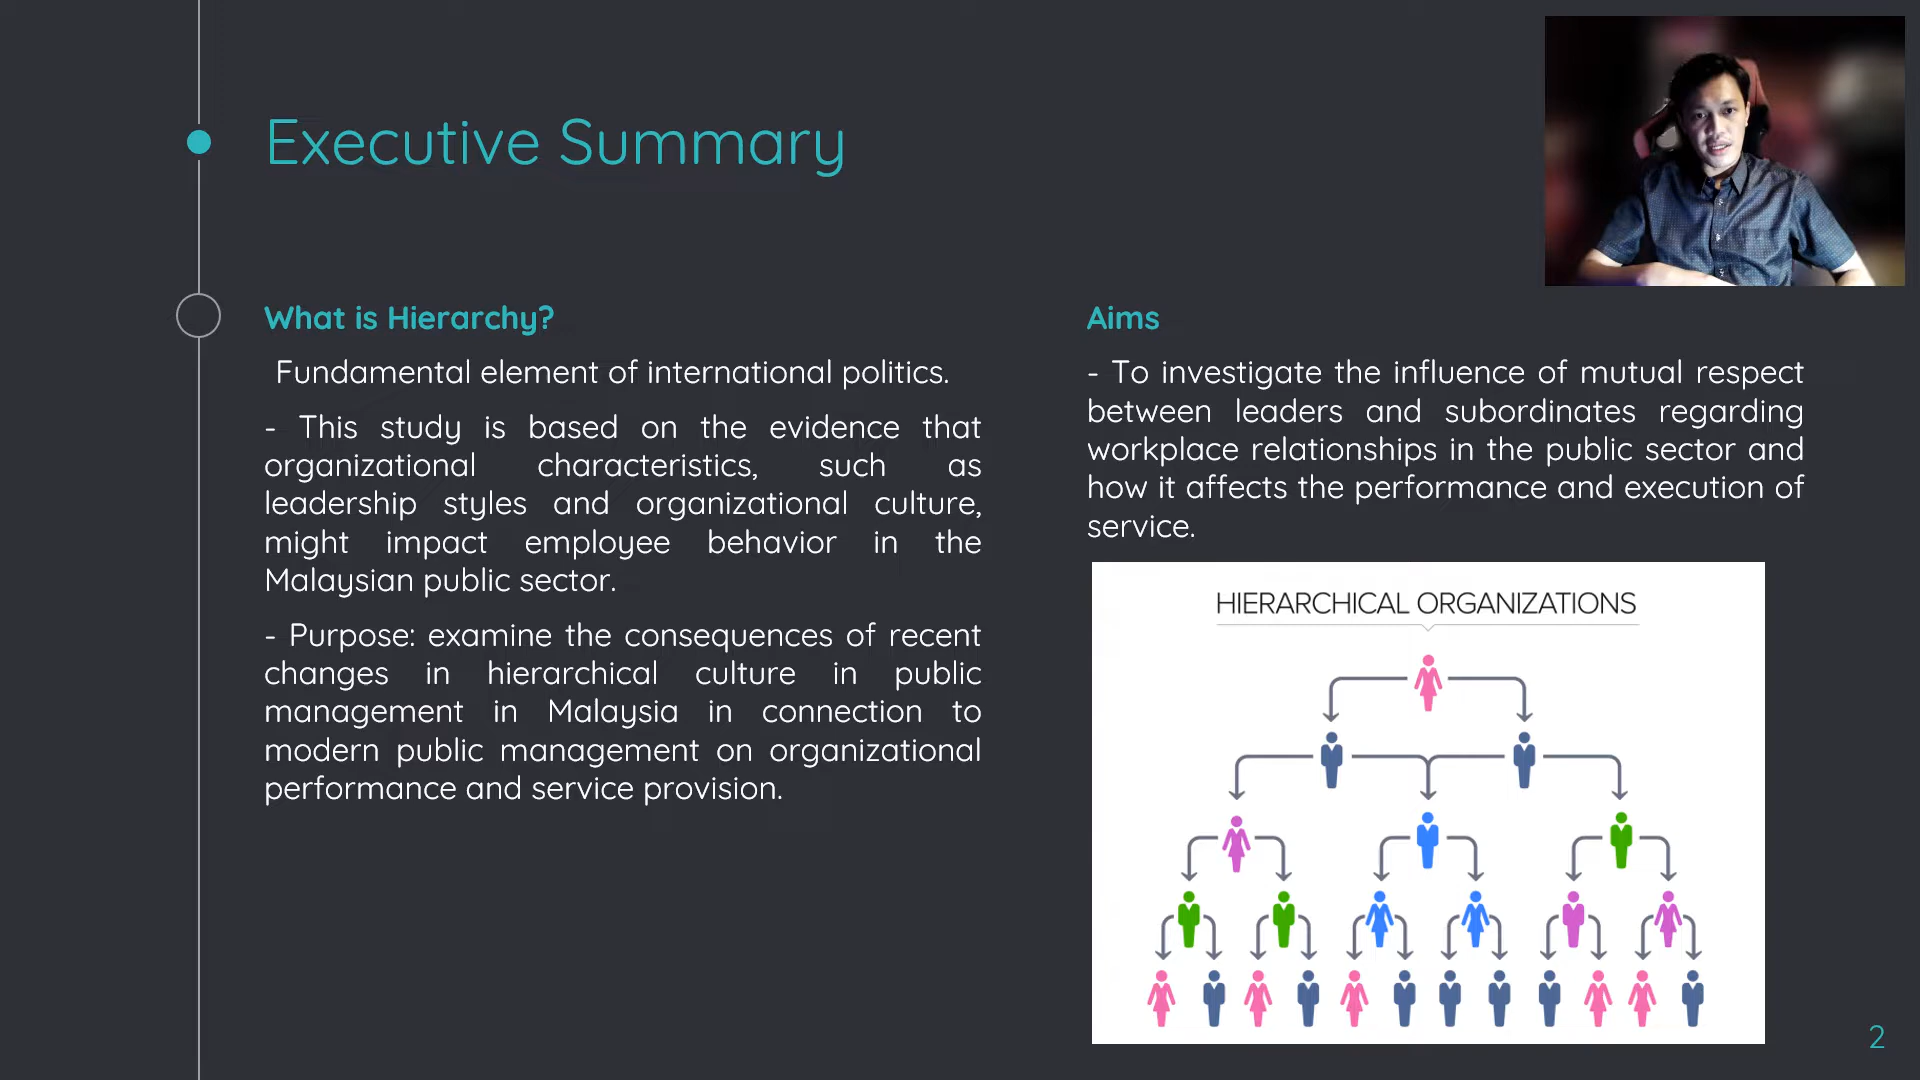 Executive Summary
What is Hierarchy?
Fundamental element of international politics.
- This study is based on the evidence that
organizational characteristics, such as
leadership styles and organizational culture,
might impact employee behavior in the
Malaysian public sector.
- Purpose: examine the consequences of recent
changes in hierarchical culture in public
management in Malaysia in connection to
modern public management on organizational
performance and service provision.
Aims
- To investigate the influence of mutual respect
between leaders and subordinates regarding
workplace relationships in the public sector and
how it affects the performance and execution of
service.
HIERARCHICAL ORGANIZATIONS
2